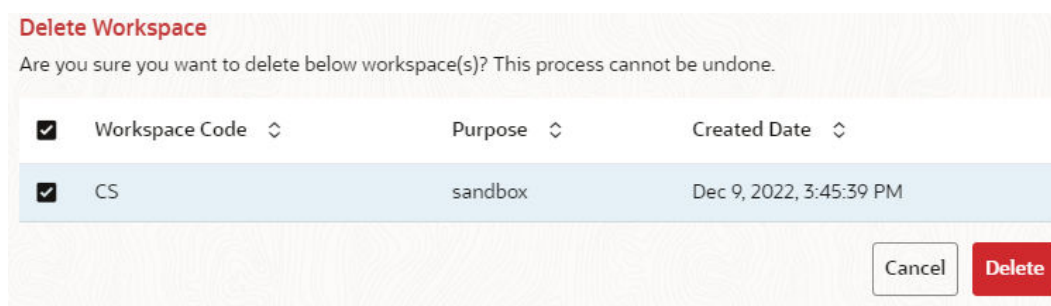 Delete Workspace
Are you sure you want to delete below workspace(s)? This process cannot be undone.
Workspace Code Purpose Created Date
CS sandbox Dec 9, 2022, 3:45:39 PM
Cancel Delete